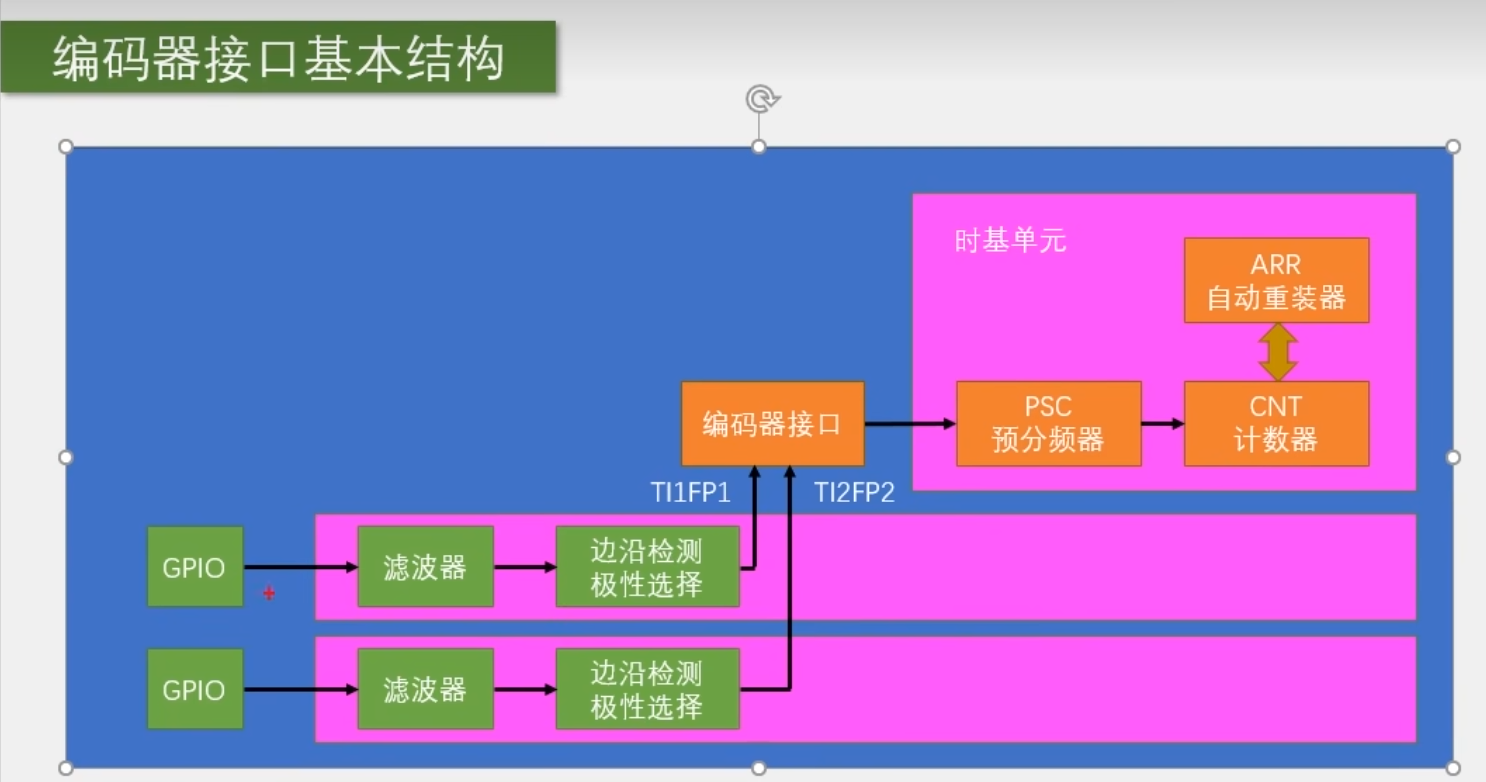 编码器接口基本结构
时基单元
ARR
自动重装器
编码器接口
PSC
预分频器
CNT
计数器
TI1FP1
TI2FP2
GPIO
滤波器
边沿检测
极性选择
GPIO
滤波器
边沿检测
极性选择